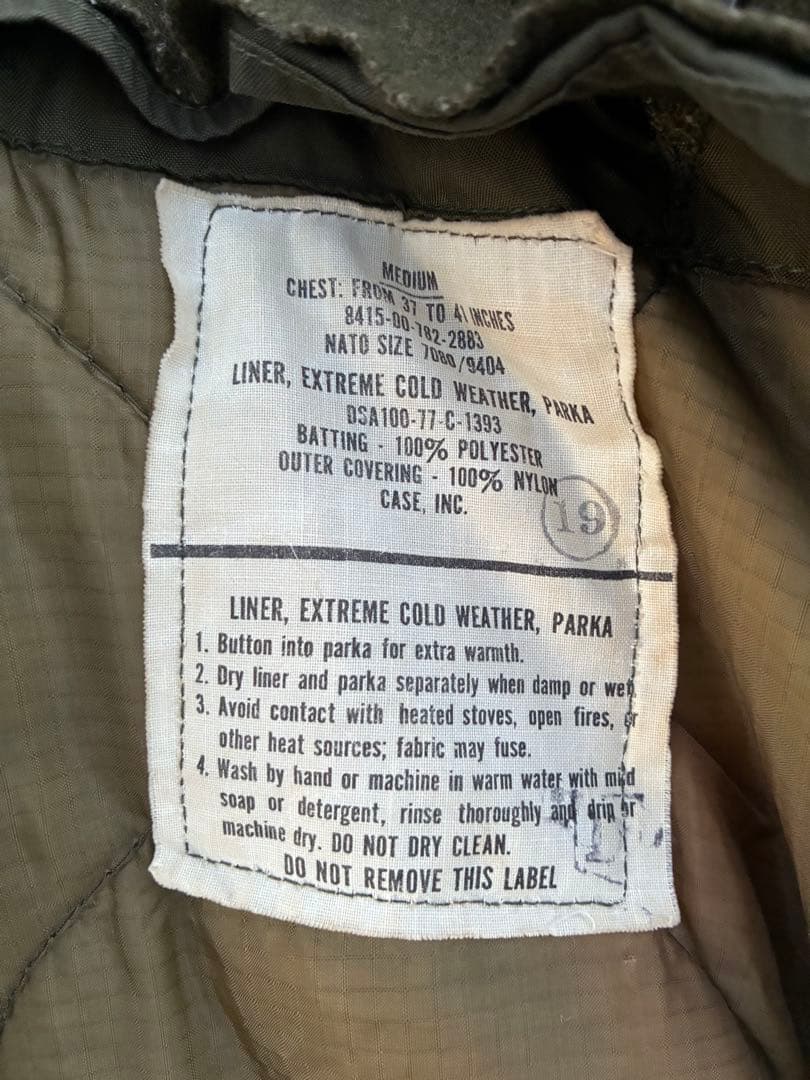 MEDIUM
CHEST: FROM 37 TO 41 INCHES
8415-00-782-2883
NATO SIZE 7080/9404
LINER, EXTREME COLD WEATHER, PARKA
DSA100-77-C-1393
BATTING - 100% POLYESTER
OUTER COVERING - 100% NYLON
CASE, INC.
19
LINER, EXTREME COLD WEATHER, PARKA
1. Button into parka for extra warmth.
2. Dry liner and parka separately when damp or wet.
3. Avoid contact with heated stoves, open fires, or
other heat sources; fabric may fuse.
4. Wash by hand or machine in warm water with mild
soap or detergent, rinse thoroughly and drip or
machine dry. DO NOT DRY CLEAN.
DO NOT REMOVE THIS LABEL